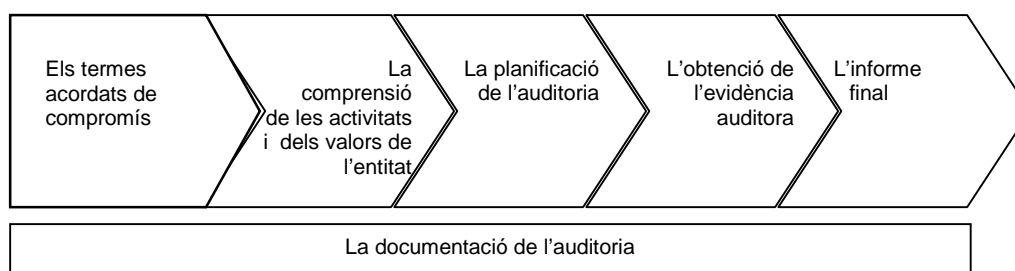 Els termes
acordats de
compromís
La
comprensió
de les activitats
i dels valors de
l'entitat
La planificació
de l'auditoria
L'obtenció de
l'evidència
auditora
L'informe
final
La documentació de l'auditoria